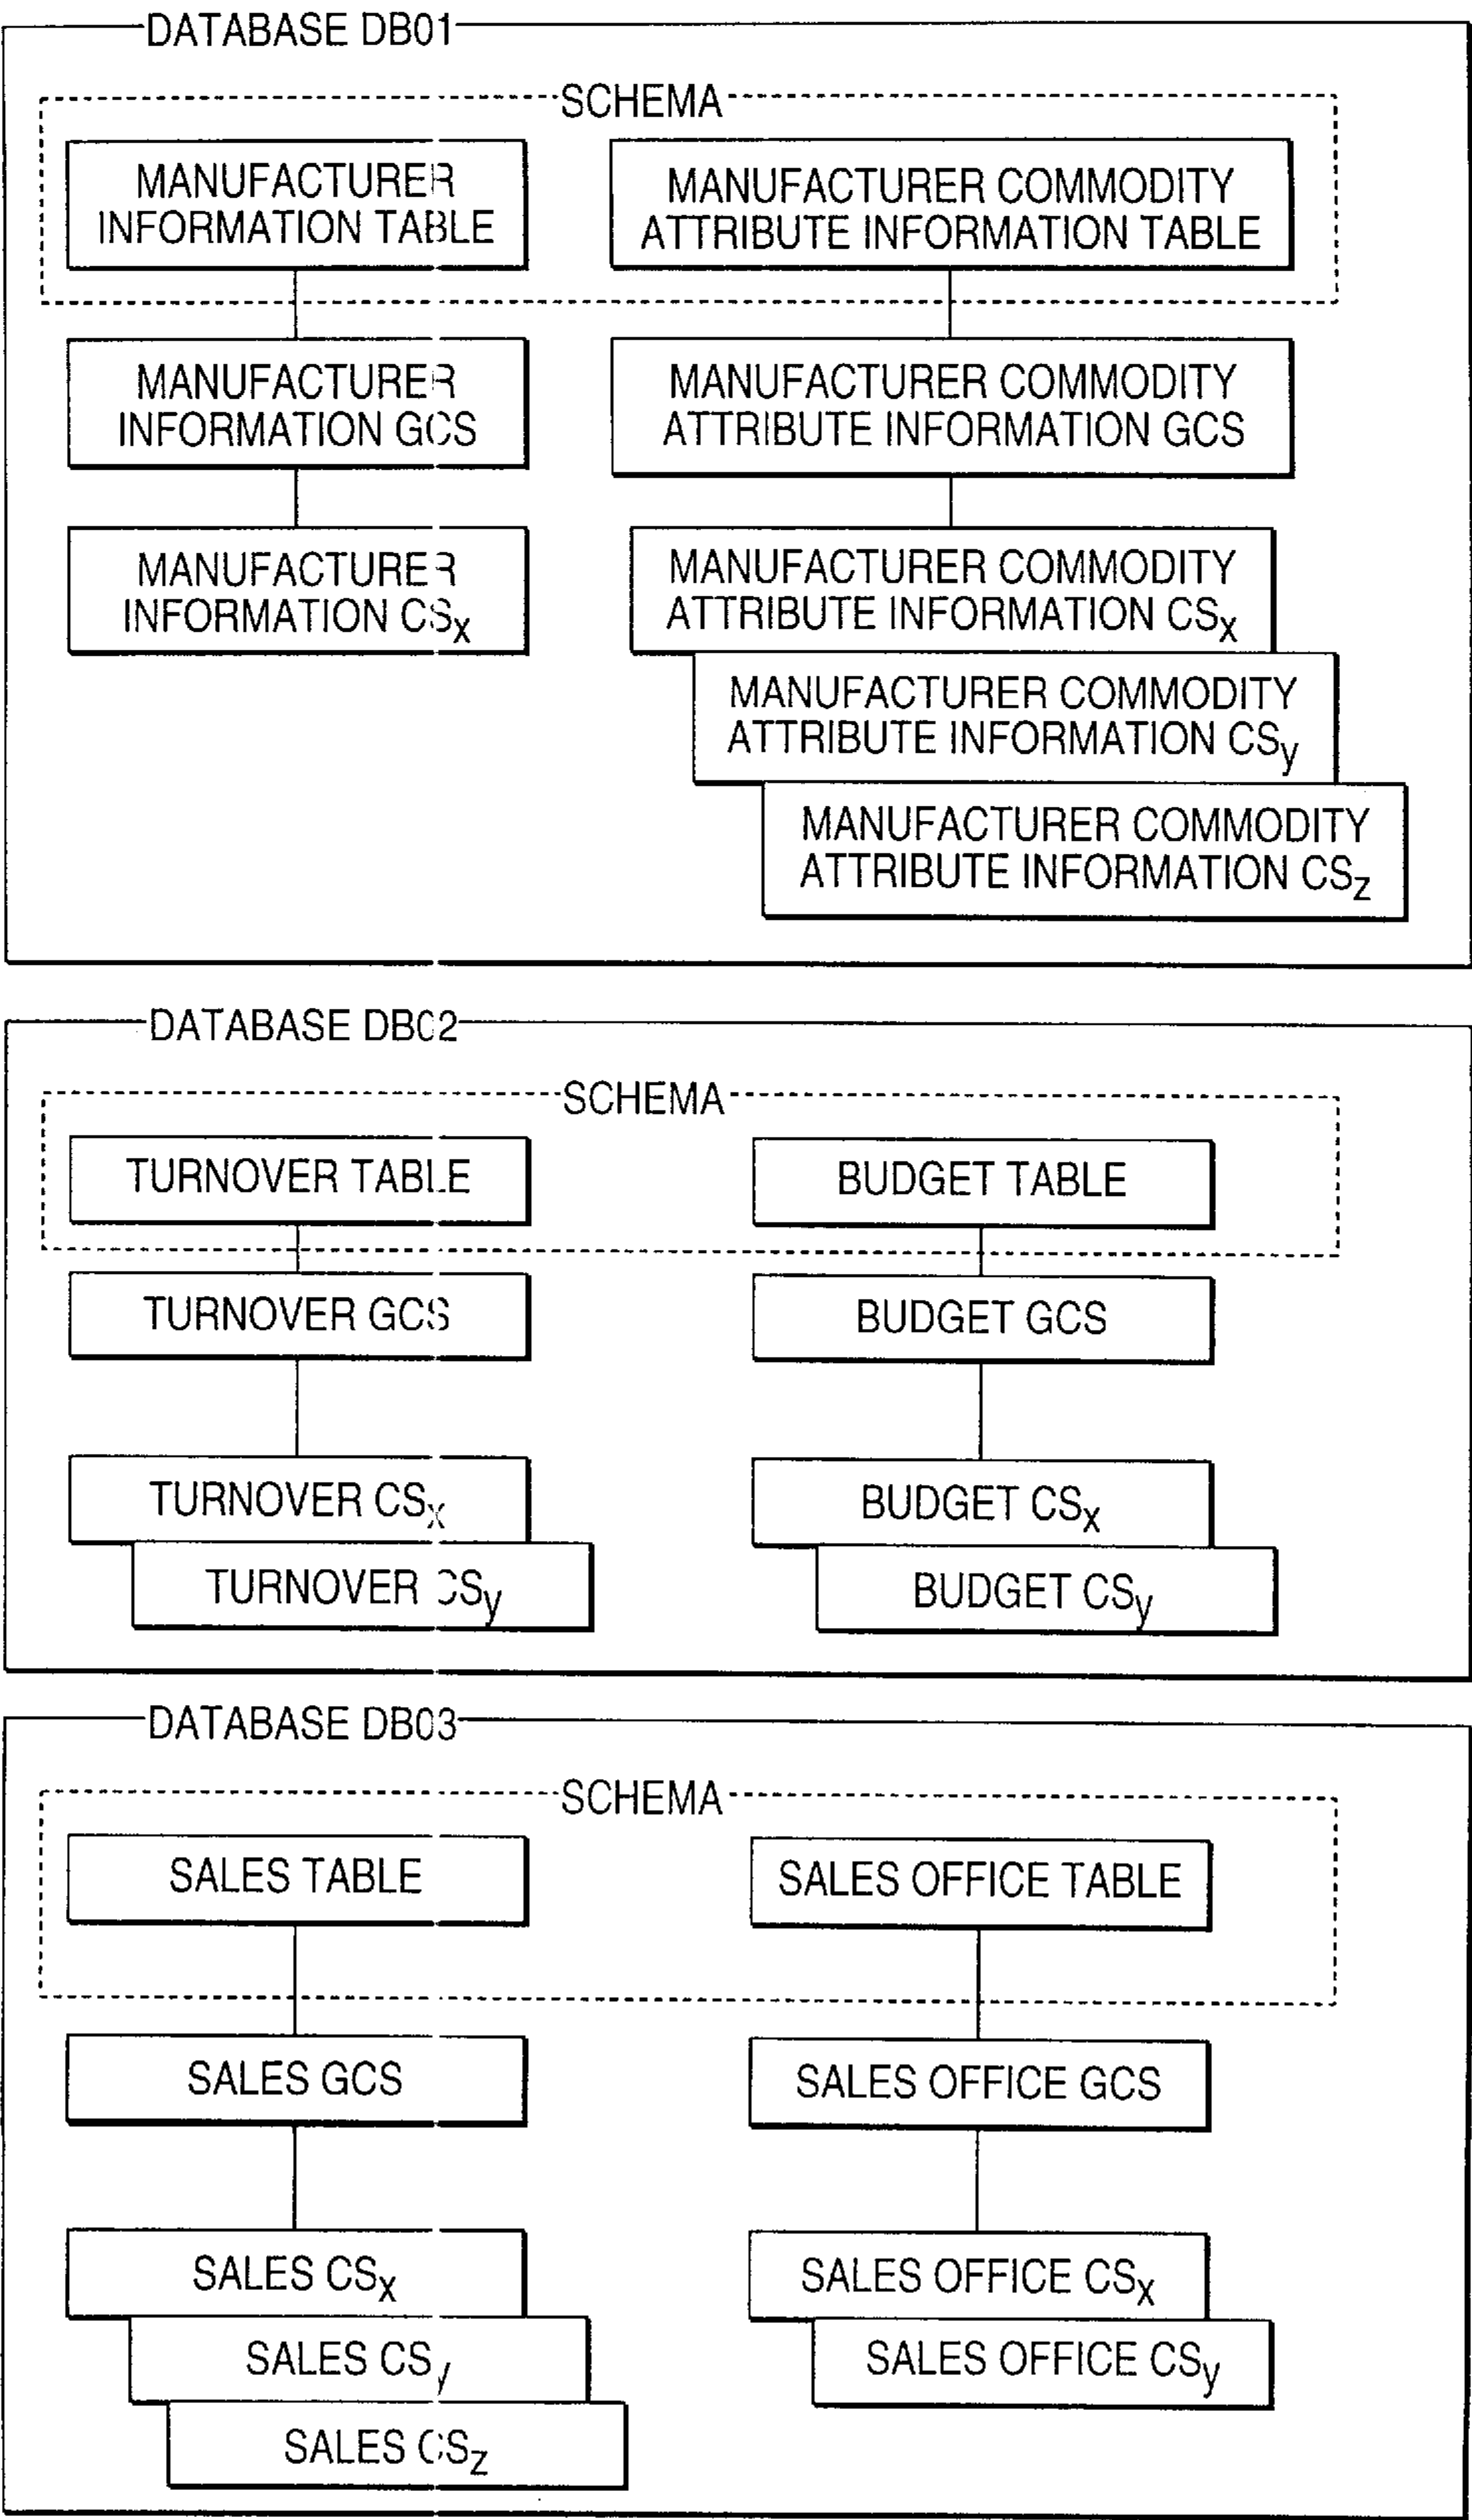 DATABASE DB01
SCHEMA
MANUFACTURER
INFORMATION TABLE
MANUFACTURER COMMODITY
ATTRIBUTE INFORMATION TABLE
MANUFACTURER
INFORMATION GCS
MANUFACTURER COMMODITY
ATTRIBUTE INFORMATION GCS
MANUFACTURER
INFORMATION CSx
MANUFACTURER COMMODITY
ATTRIBUTE INFORMATION CSx
MANUFACTURER COMMODITY
ATTRIBUTE INFORMATION CSy
MANUFACTURER COMMODITY
ATTRIBUTE INFORMATION CSz
DATABASE DB02
SCHEMA
TURNOVER TABLE
BUDGET TABLE
TURNOVER GCS
BUDGET GCS
TURNOVER CSx
BUDGET CSx
TURNOVER CSy
BUDGET CSy
DATABASE DB03
SCHEMA
SALES TABLE
SALES OFFICE TABLE
SALES GCS
SALES OFFICE GCS
SALES CSx
SALES OFFICE CSx
SALES CSy
SALES OFFICE CSy
SALES CSz